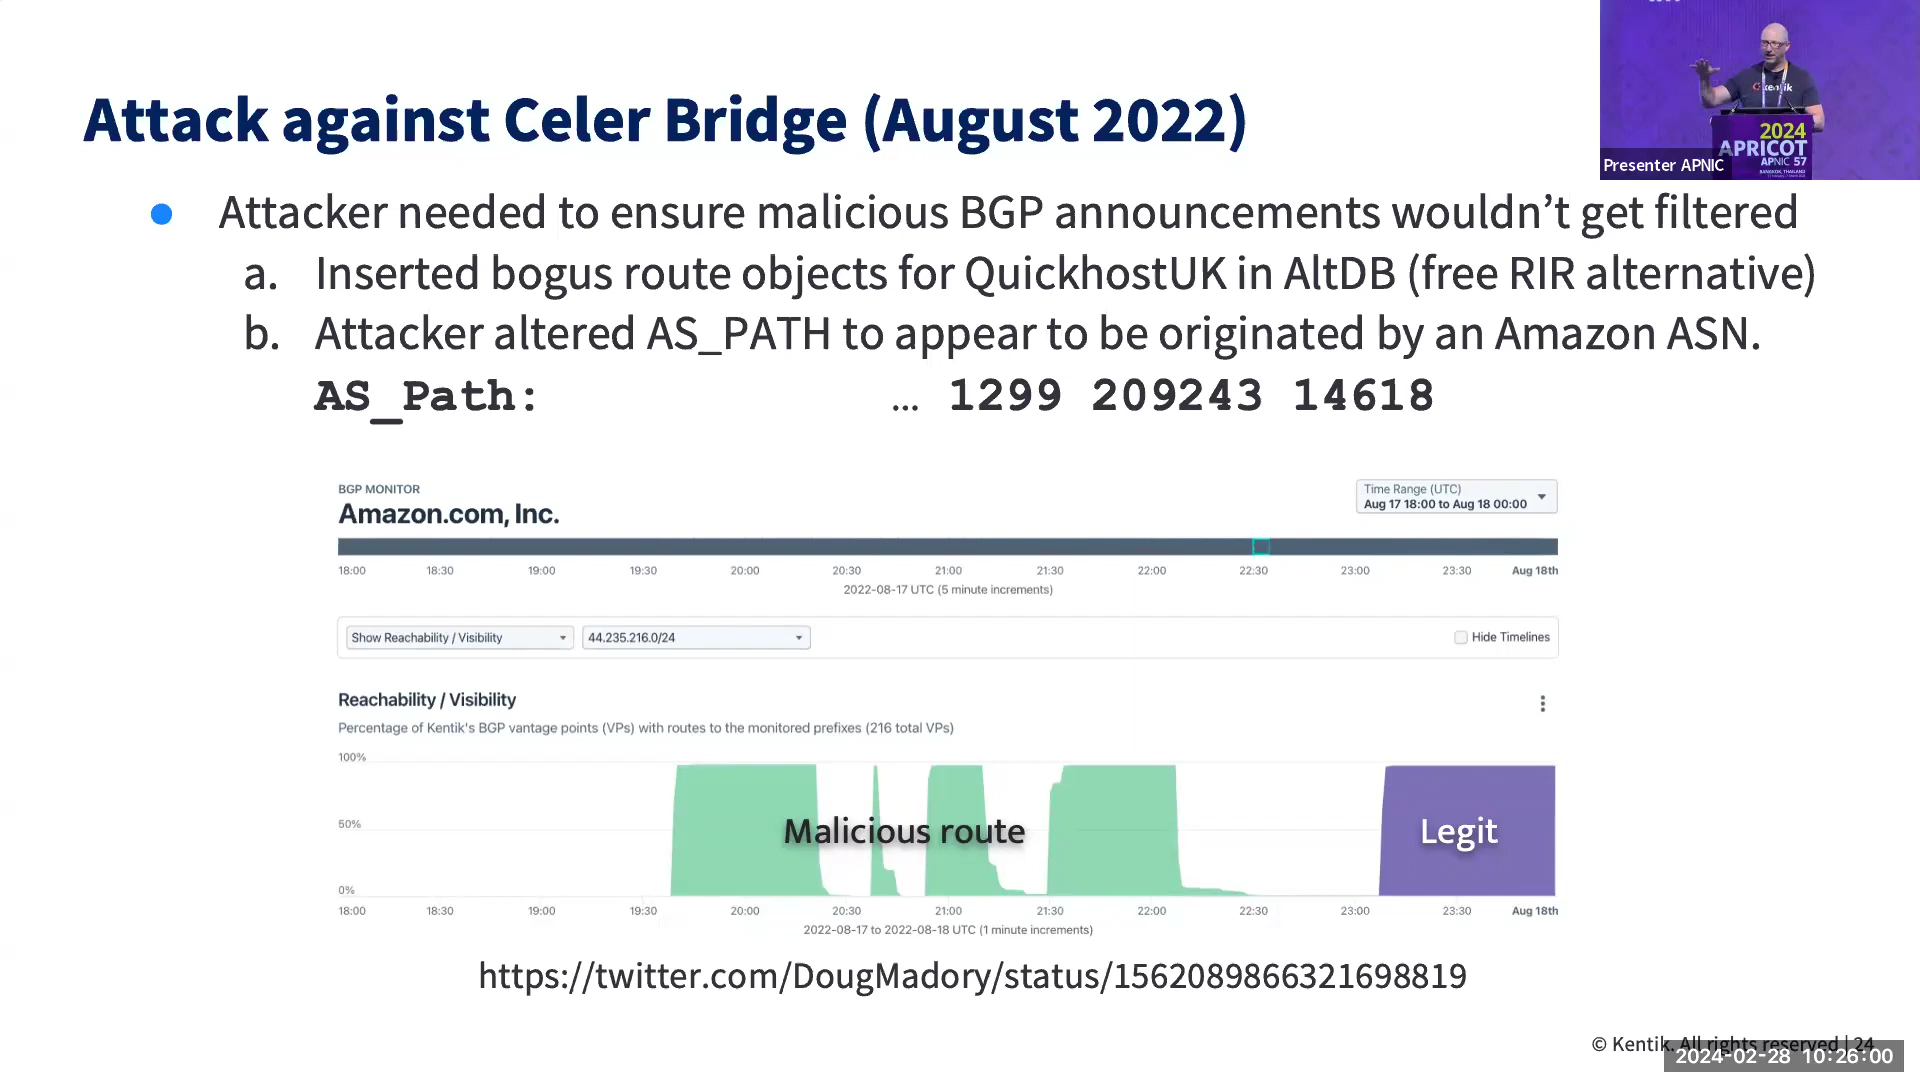 Attack against Celer Bridge (August 2022)
kentik
2024
APRICOT
APNIC 57
BANGKOK, THAILAND
Presenter APNIC
● Attacker needed to ensure malicious BGP announcements wouldn’t get filtered
a. Inserted bogus route objects for QuickhostUK in AltDB (free RIR alternative)
b. Attacker altered AS_PATH to appear to be originated by an Amazon ASN.
AS_Path: … 1299 209243 14618
BGP MONITOR
Amazon.com, Inc.
Time Range (UTC)
Aug 17 18:00 to Aug 18 00:00
18:00 18:30 19:00 19:30 20:00 20:30 21:00 21:30 22:00 22:30 23:00 23:30 Aug 18th
2022-08-17 UTC (5 minute increments)
Show Reachability / Visibility 44.235.216.0/24 Hide Timelines
Reachability / Visibility
Percentage of Kentik's BGP vantage points (VPs) with routes to the monitored prefixes (216 total VPs)
100%
50%
Malicious route Legit
0%
18:00 18:30 19:00 19:30 20:00 20:30 21:00 21:30 22:00 22:30 23:00 23:30 Aug 18th
2022-08-17 to 2022-08-18 UTC (1 minute increments)
https://twitter.com/DougMadory/status/1562089866321698819
© Kentik. All rights reserved | 24
2024-02-28 10:26:00